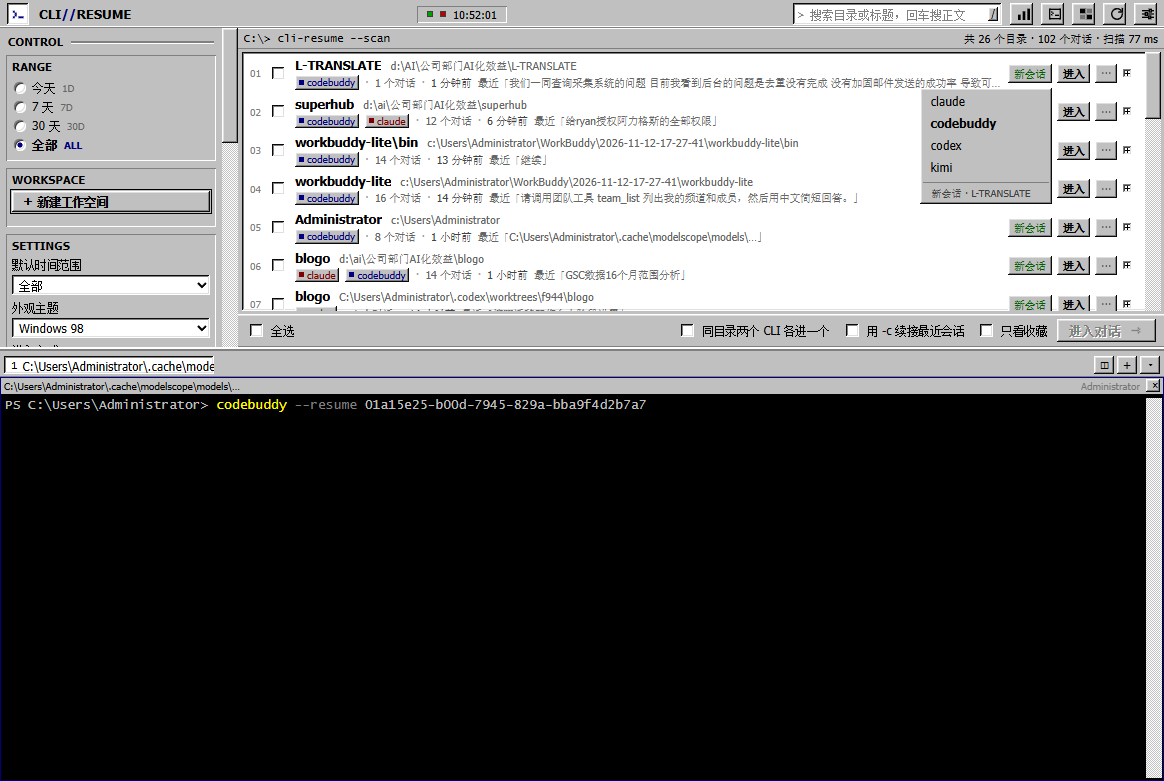 CLI//RESUME
10:52:01
> 搜索目录或标题，回车搜正文 /
CONTROL
RANGE
今天 1D
7 天 7D
30 天 30D
全部 ALL
WORKSPACE
+ 新建工作空间
SETTINGS
默认时间范围
全部
外观主题
Windows 98
C:\> cli-resume --scan
共 26 个目录 · 102 个对话 · 扫描 77 ms
01 L-TRANSLATE d:\AI\公司部门AI化效益\L-TRANSLATE
codebuddy · 1 个对话 · 1 分钟前 最近「我们一同查询采集系统的问题 目前我看到后台的问题是去重没有完成 没有加固邮件发送的成功率 导致可...
新会话 进入 ...
02 superhub d:\ai\公司部门AI化效益\superhub
codebuddy claude · 12 个对话 · 6 分钟前 最近「给ryan授权阿力格斯的全部权限」
进入 ...
03 workbuddy-lite\bin c:\Users\Administrator\WorkBuddy\2026-11-12-17-27-41\workbuddy-lite\bin
codebuddy · 14 个对话 · 13 分钟前 最近「继续」
进入 ...
04 workbuddy-lite c:\Users\Administrator\WorkBuddy\2026-11-12-17-27-41\workbuddy-lite
codebuddy · 16 个对话 · 14 分钟前 最近「请调用团队工具 team_list 列出我的频道和成员，然后用中文简短回答。」
进入 ...
claude
codebuddy
codex
kimi
新会话 · L-TRANSLATE
05 Administrator c:\Users\Administrator
codebuddy · 8 个对话 · 1 小时前 最近「C:\Users\Administrator\.cache\modelscope\models\...」
新会话 进入 ...
06 blogo d:\ai\公司部门AI化效益\blogo
claude codebuddy · 14 个对话 · 1 小时前 最近「GSC数据16个月范围分析」
新会话 进入 ...
07 blogo C:\Users\Administrator\.codex\worktrees\f944\blogo
新会话 进入 ...
全选
同目录两个 CLI 各进一个
用 -c 续接最近会话
只看收藏
进入对话 →
1 C:\Users\Administrator\.cache\mode
C:\Users\Administrator\.cache\modelscope\models\...
Administrator
PS C:\Users\Administrator> codebuddy --resume 01a15e25-b00d-7945-829a-bba9f4d2b7a7